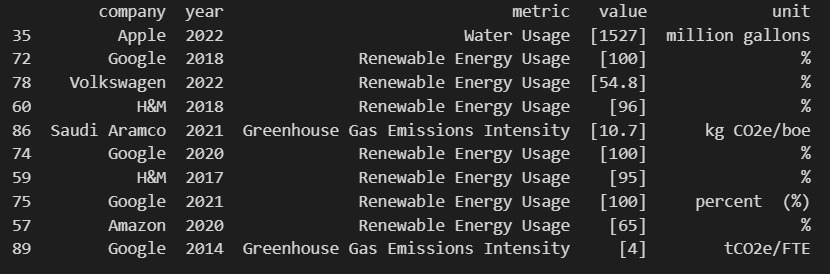 company year metric value unit
35 Apple 2022 Water Usage [1527] million gallons
72 Google 2018 Renewable Energy Usage [100] %
78 Volkswagen 2022 Renewable Energy Usage [54.8] %
60 H&M 2018 Renewable Energy Usage [96] %
86 Saudi Aramco 2021 Greenhouse Gas Emissions Intensity [10.7] kg CO2e/boe
74 Google 2020 Renewable Energy Usage [100] %
59 H&M 2017 Renewable Energy Usage [95] %
75 Google 2021 Renewable Energy Usage [100] percent (%)
57 Amazon 2020 Renewable Energy Usage [65] %
89 Google 2014 Greenhouse Gas Emissions Intensity [4] tCO2e/FTE